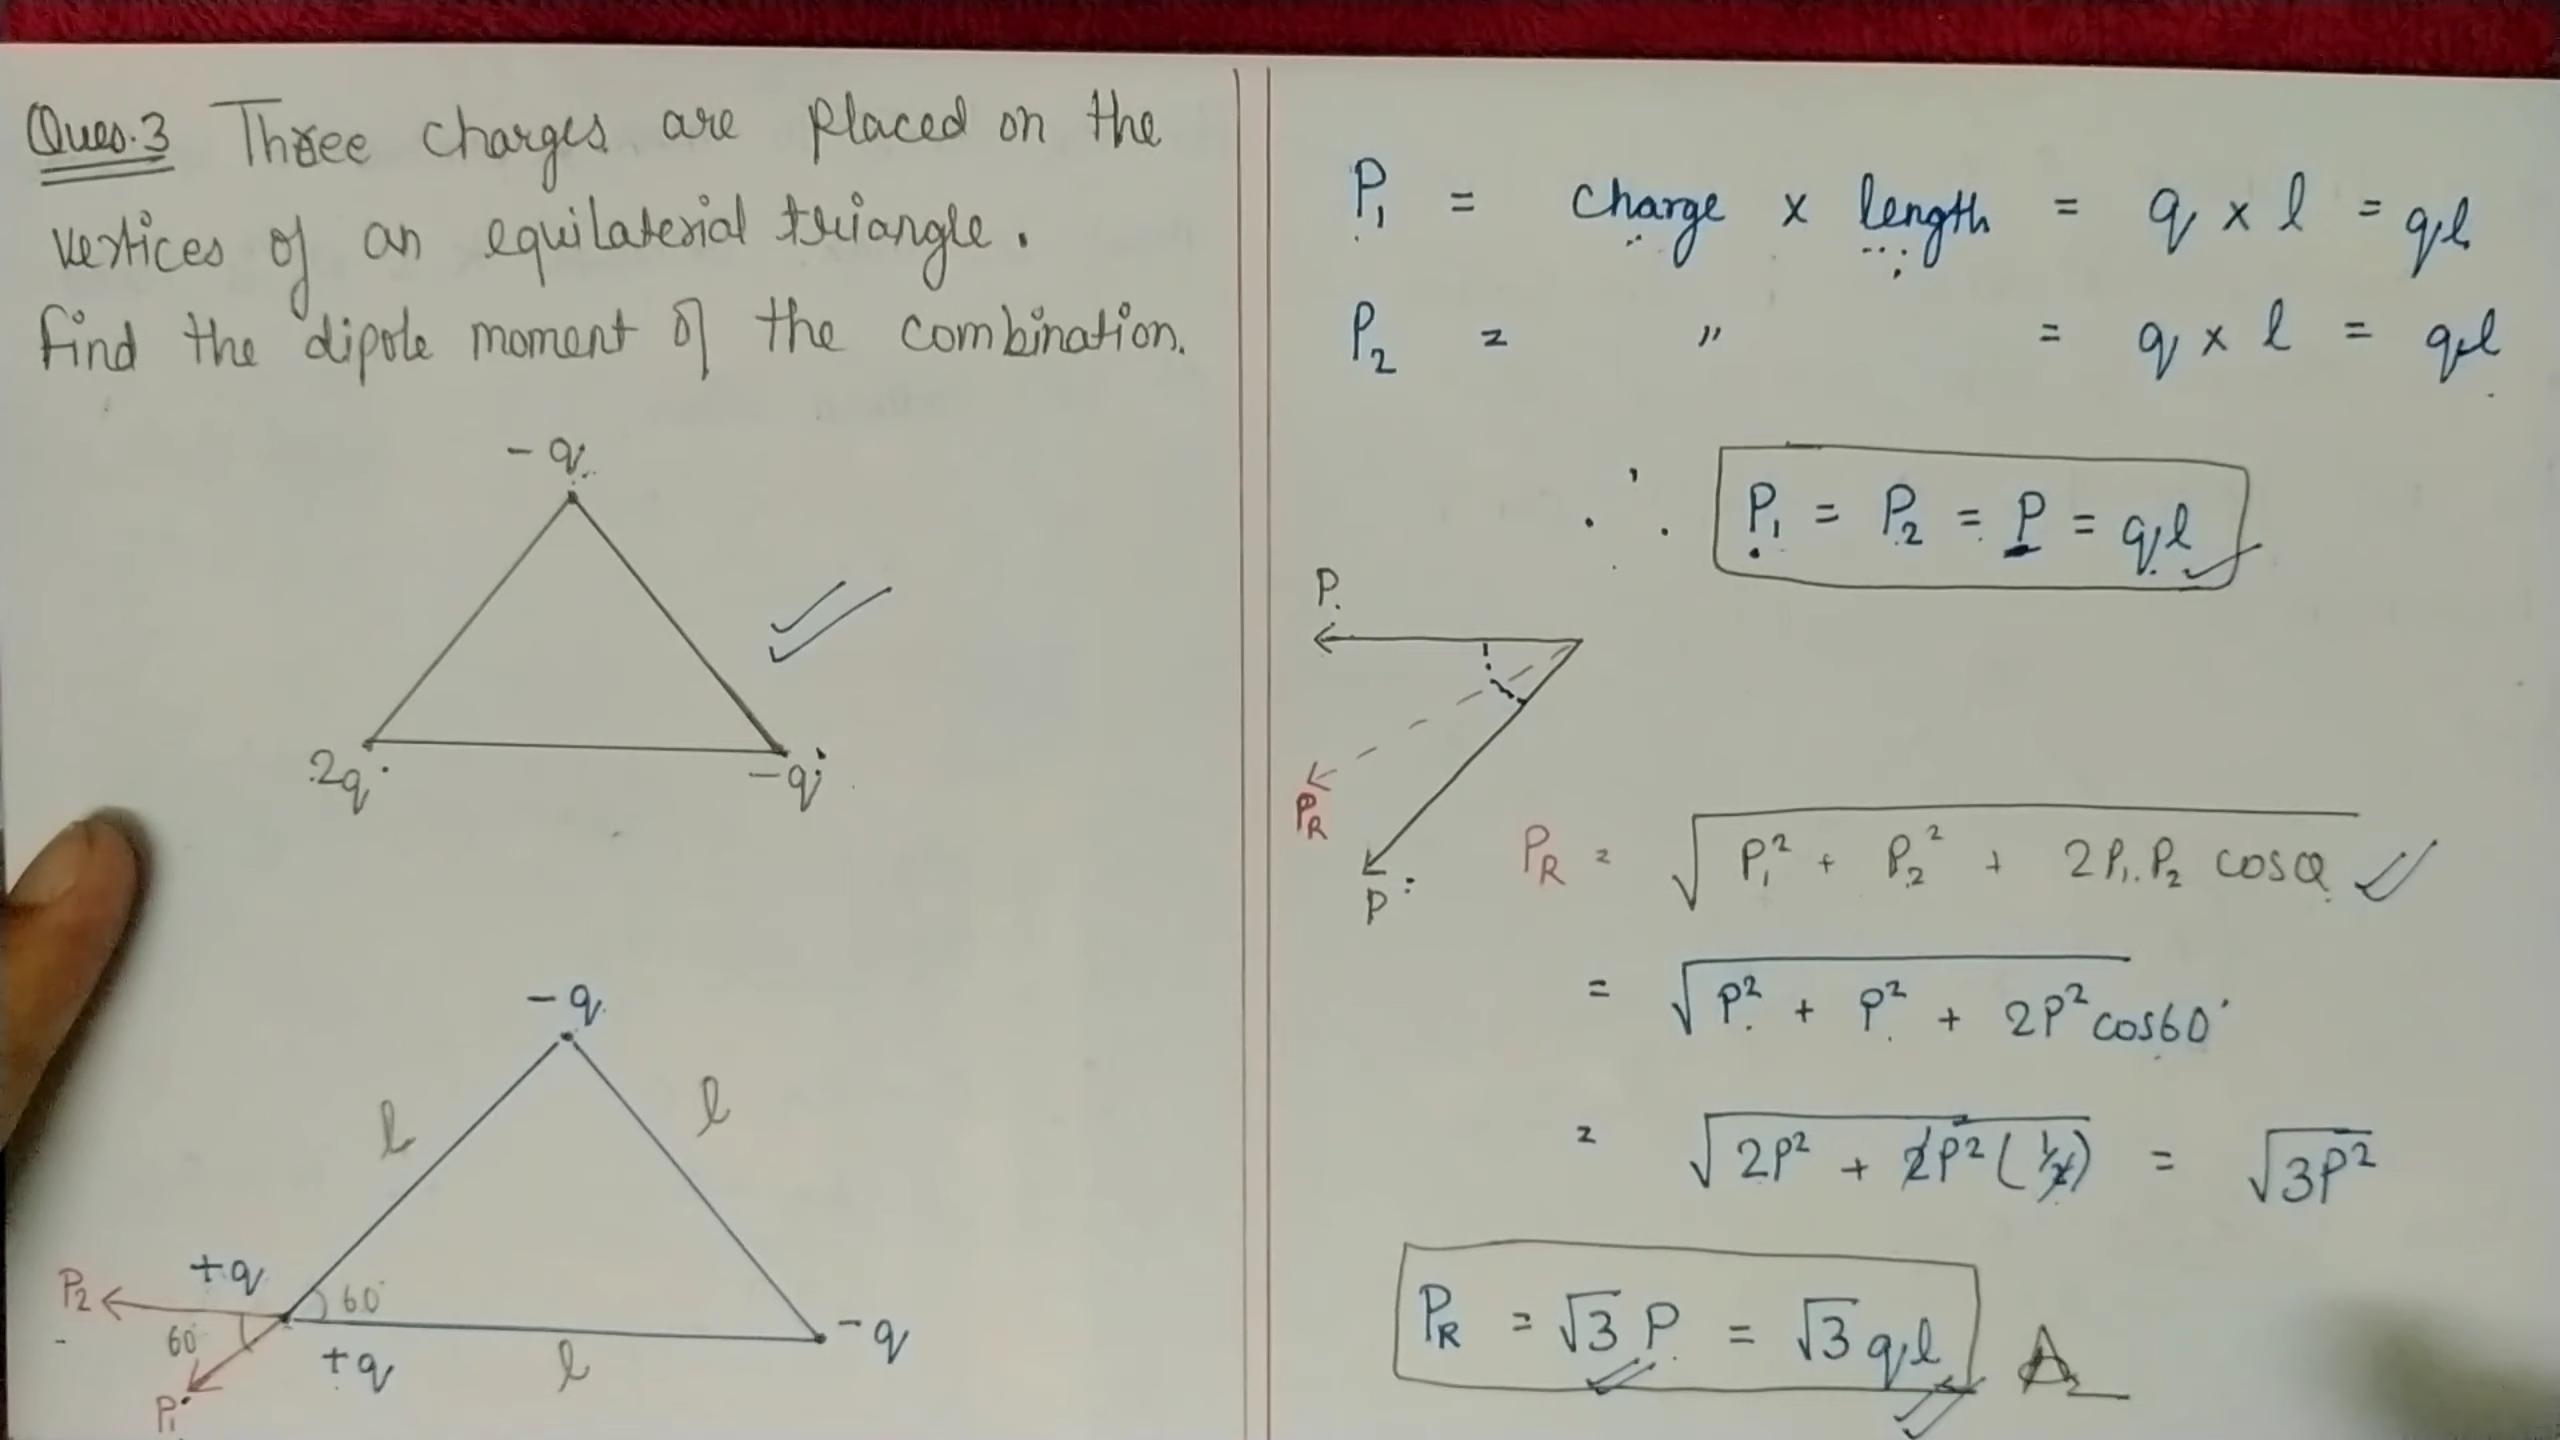 Ques.3 Three charges are placed on the
vertices of an equilaterial triangle.
find the dipole moment of the combination.
-q
2q
-q
-q
l
l
+q
P2
60°
60°
+q
l
-q
P1
P1 = charge × length = q × l = ql
P2 = " = q × l = ql
∴ P1 = P2 = P = ql
P
PR
P
PR = √P1² + P2² + 2P1.P2 cosθ
= √P² + P² + 2P² cos60°
= √2P² + 2P²(1/2) = √3P²
PR = √3 P = √3 ql